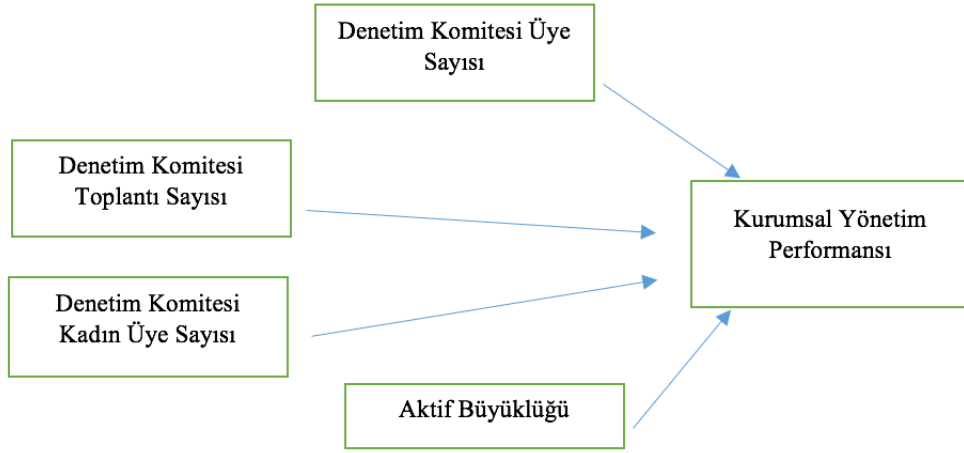 Denetim Komitesi Üye
Sayısı
Denetim Komitesi
Toplantı Sayısı
Kurumsal Yönetim
Performansı
Denetim Komitesi
Kadın Üye Sayısı
Aktif Büyüklüğü